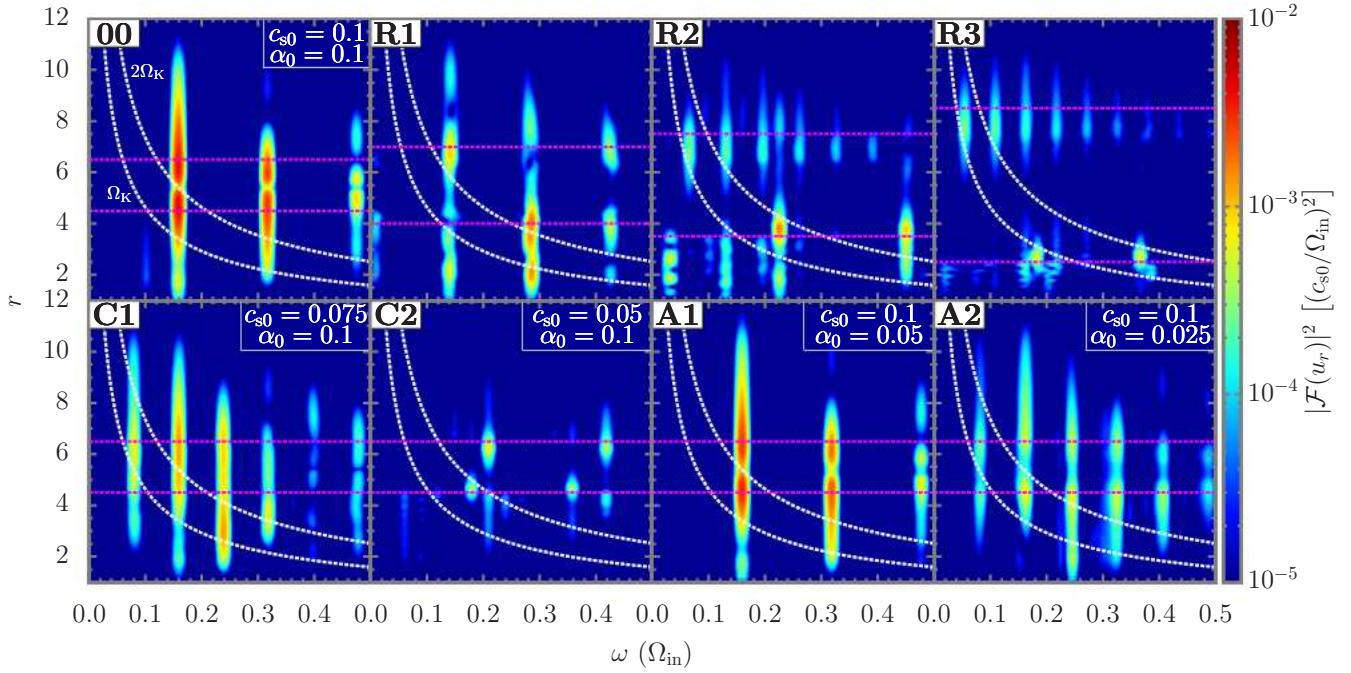 12
10
8
6
4
2
r
00
c_s0 = 0.1
α_0 = 0.1
2Ω_K
Ω_K
R1
R2
R3
12
10
8
6
4
2
C1
c_s0 = 0.075
α_0 = 0.1
C2
c_s0 = 0.05
α_0 = 0.1
A1
c_s0 = 0.1
α_0 = 0.05
A2
c_s0 = 0.1
α_0 = 0.025
0.0 0.1 0.2 0.3 0.4 0.0 0.1 0.2 0.3 0.4 0.0 0.1 0.2 0.3 0.4 0.0 0.1 0.2 0.3 0.4 0.5
ω (Ω_in)
10^−2
10^−3
10^−4
10^−5
|F(u_r)|^2 [(c_s0/Ω_in)^2]